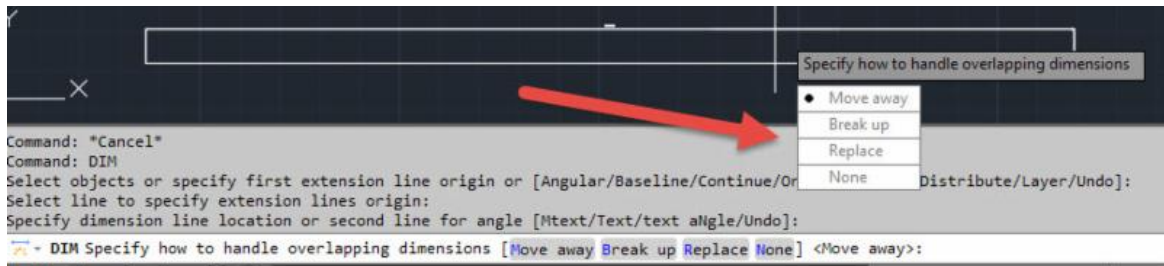 Y
X
Specify how to handle overlapping dimensions
Move away
Break up
Replace
None
Command: *Cancel*
Command: DIM
Select objects or specify first extension line origin or [Angular/Baseline/Continue/Or Distribute/Layer/Undo]:
Select line to specify extension lines origin:
Specify dimension line location or second line for angle [Mtext/Text/text aNgle/Undo]:
DIM Specify how to handle overlapping dimensions [Move away Break up Replace None] <Move away>: